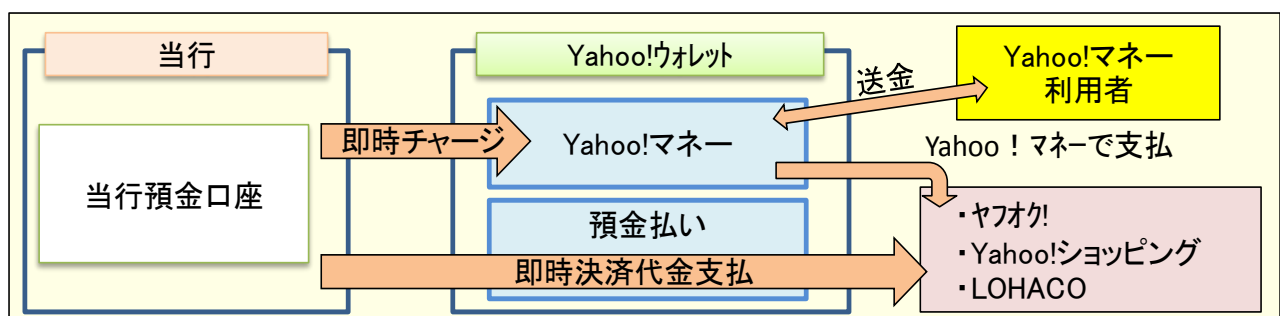 当行
Yahoo!ウォレット
送金
Yahoo!マネー
利用者
即時チャージ
Yahoo!マネー
Yahoo！マネーで支払
当行預金口座
預金払い
即時決済代金支払
・ヤフオク!
・Yahoo!ショッピング
・LOHACO